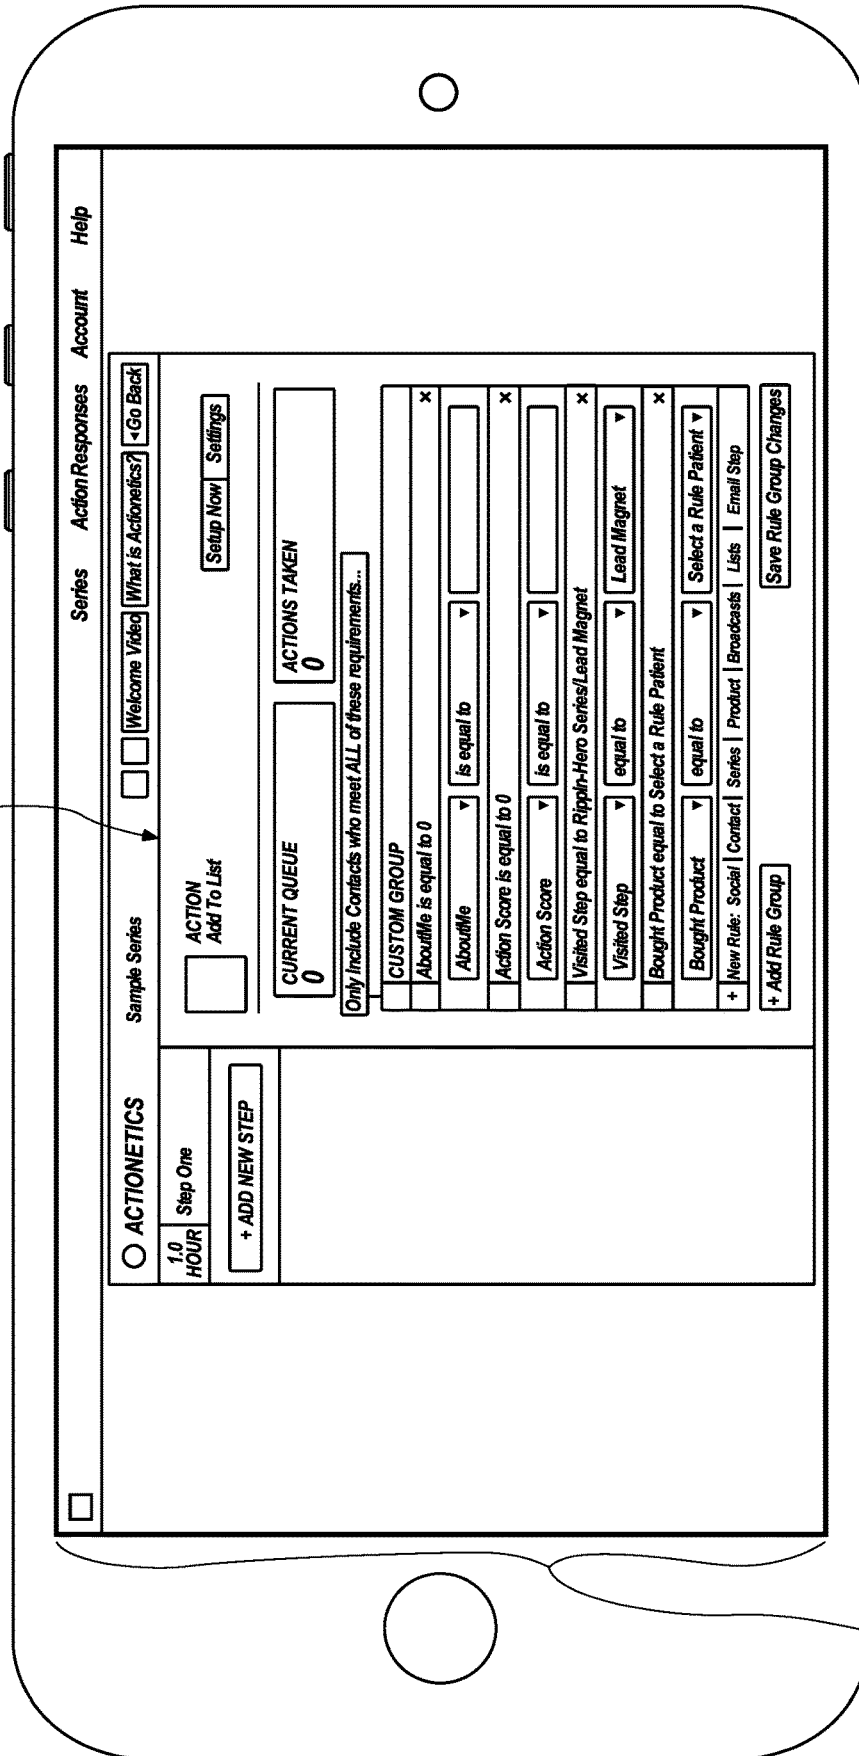 Series Action Responses Account Help
ACTIONETICS Sample Series Welcome Video What is Actionetics? ◂Go Back
1.0
HOUR
Step One
+ ADD NEW STEP
ACTION
Add To List
Setup Now Settings
CURRENT QUEUE
0
ACTIONS TAKEN
0
Only Include Contacts who meet ALL of these requirements...
CUSTOM GROUP
AboutMe is equal to 0 ×
AboutMe ▾ is equal to ▾
Action Score is equal to 0 ×
Action Score ▾ is equal to ▾
Visited Step equal to RippIn-Hero Series/Lead Magnet ×
Visited Step ▾ equal to ▾ Lead Magnet ▾
Bought Product equal to Select a Rule Patient ×
Bought Product ▾ equal to ▾ Select a Rule Patient ▾
+ New Rule: Social | Contact | Series | Product | Broadcasts | Lists | Email Step
+ Add Rule Group Save Rule Group Changes